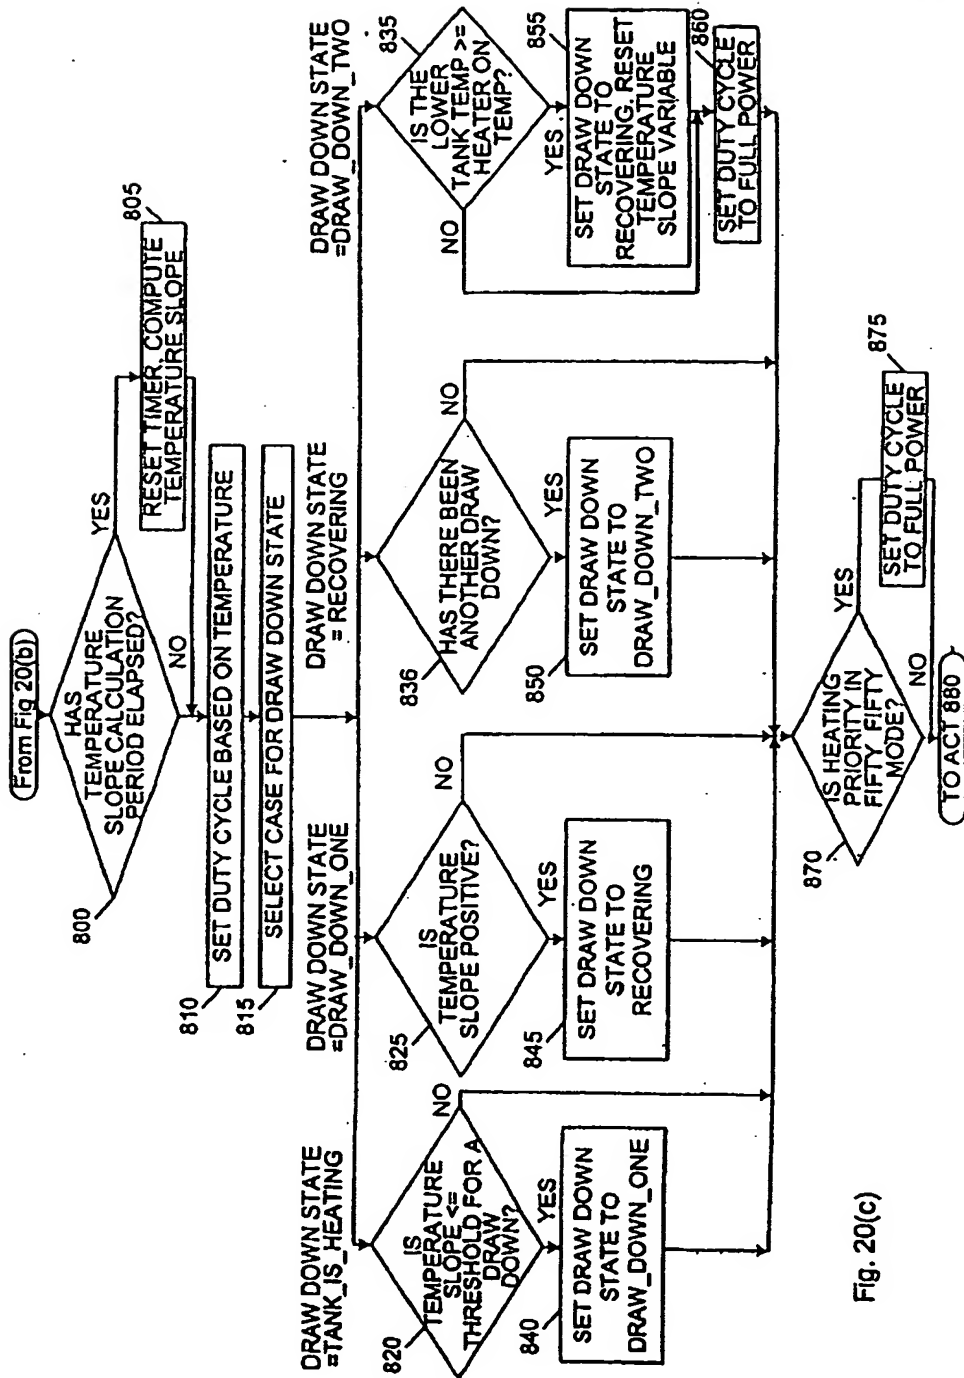 From Fig 20(b)
HAS
TEMPERATURE
SLOPE CALCULATION
PERIOD ELAPSED?
800
YES
NO
805
RESET TIMER, COMPUTE
TEMPERATURE SLOPE
810
SET DUTY CYCLE BASED ON TEMPERATURE
815
SELECT CASE FOR DRAW DOWN STATE
DRAW DOWN STATE
=TANK_IS_HEATING
IS
TEMPERATURE
SLOPE <=
THRESHOLD FOR A
DRAW
DOWN?
820
NO
YES
840
SET DRAW DOWN
STATE TO
DRAW_DOWN_ONE
DRAW DOWN STATE
=DRAW_DOWN_ONE
IS
TEMPERATURE
SLOPE POSITIVE?
825
NO
YES
845
SET DRAW DOWN
STATE TO
RECOVERING
DRAW DOWN STATE
= RECOVERING
HAS THERE BEEN
ANOTHER DRAW
DOWN?
836
NO
YES
850
SET DRAW DOWN
STATE TO
DRAW_DOWN_TWO
DRAW DOWN STATE
=DRAW_DOWN_TWO
835
IS THE
LOWER
TANK TEMP >=
HEATER ON
TEMP?
NO
YES
855
SET DRAW DOWN
STATE TO
RECOVERING, RESET
TEMPERATURE
SLOPE VARIABLE
860
SET DUTY CYCLE
TO FULL POWER
870
IS HEATING
PRIORITY IN
FIFTY_FIFTY
MODE?
YES
NO
875
SET DUTY CYCLE
TO FULL POWER
TO ACT 880
Fig. 20(c)